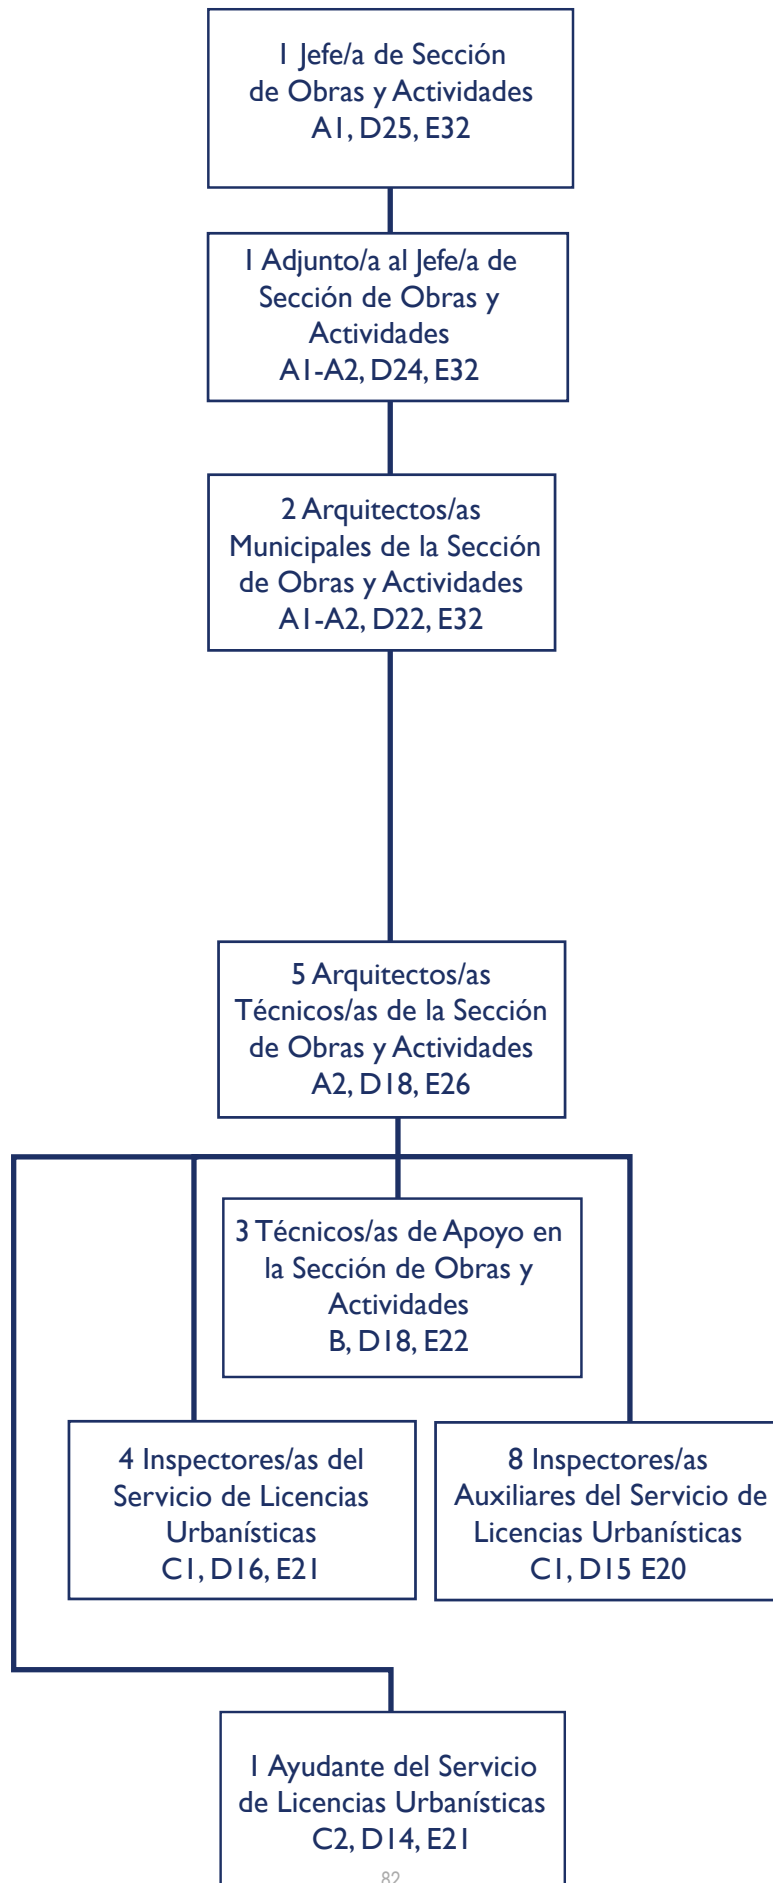 1 Jefe/a de Sección
de Obras y Actividades
A1, D25, E32
1 Adjunto/a al Jefe/a de
Sección de Obras y
Actividades
A1-A2, D24, E32
2 Arquitectos/as
Municipales de la Sección
de Obras y Actividades
A1-A2, D22, E32
5 Arquitectos/as
Técnicos/as de la Sección
de Obras y Actividades
A2, D18, E26
3 Técnicos/as de Apoyo en
la Sección de Obras y
Actividades
B, D18, E22
4 Inspectores/as del
Servicio de Licencias
Urbanísticas
C1, D16, E21
8 Inspectores/as
Auxiliares del Servicio de
Licencias Urbanísticas
C1, D15 E20
1 Ayudante del Servicio
de Licencias Urbanísticas
C2, D14, E21
82